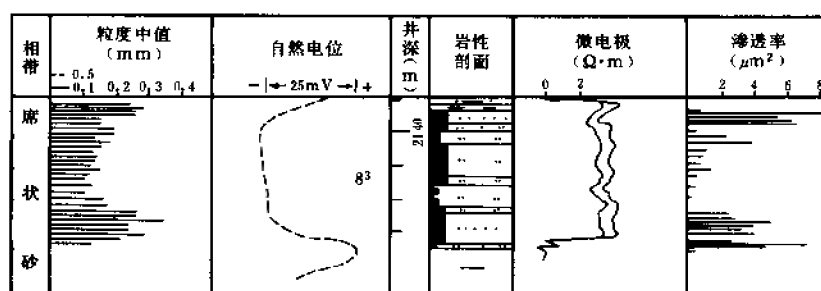 相带
粒度中值
(mm)
0.5
0.1 0.2 0.3 0.4
自然电位
− 25mV +
井深(m)
岩性
剖面
微电极
(Ω·m)
0 2
渗透率
(μm²)
0 2 4 6 8
席状砂
8³
2140